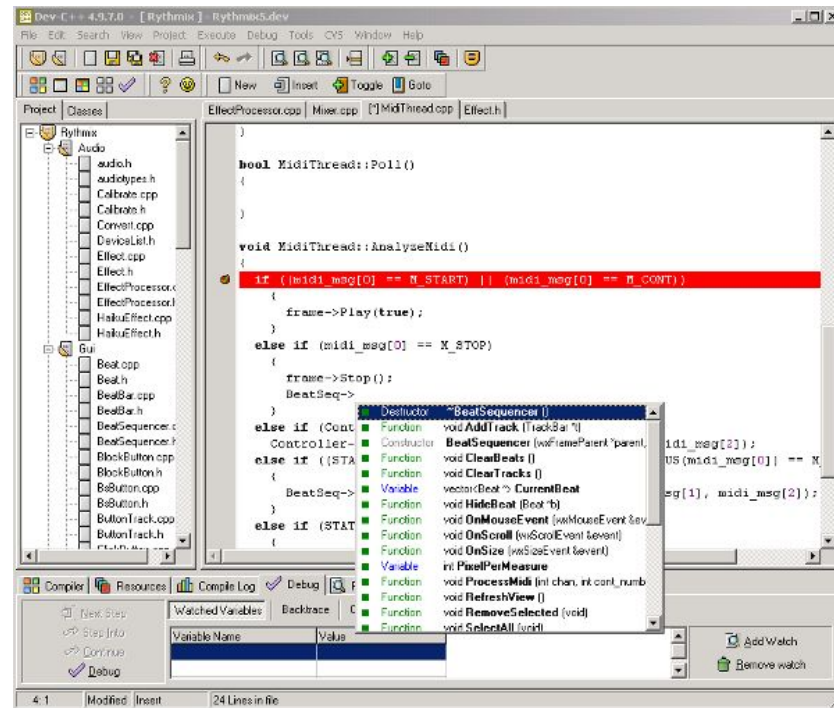 Dev-C++ 4.9.7.0 - [ Rythmix ] - Rythmix5.dev
File Edit Search View Project Execute Debug Tools CVS Window Help
New Insert Toggle Goto
Project Classes
EffectProcessor.cpp Mixer.cpp [*] MidiThread.cpp Effect.h
Rythmix
Audio
audio.h
audiotypes.h
Calibrate.cpp
Calibrate.h
Convert.cpp
DeviceList.h
Effect.cpp
Effect.h
EffectProcessor.c
EffectProcessor.h
HaikuEffect.cpp
HaikuEffect.h
Gui
Beat.cpp
Beat.h
BeatBar.cpp
BeatBar.h
BeatSequencer.c
BeatSequencer.h
BlockButton.cpp
BlockButton.h
BsButton.cpp
BsButton.h
ButtonTrack.cpp
ButtonTrack.h
}
bool MidiThread::Poll()
{
}
void MidiThread::AnalyzeMidi()
{
if ((midi_msg[0] == M_START) || (midi_msg[0] == M_CONT))
{
frame->Play(true);
}
else if (midi_msg[0] == M_STOP)
{
frame->Stop();
BeatSeq->
}
else if (Cont
Controller- idi_msg[2]);
else if ((STA US(midi_msg[0]) == M_
{
BeatSeq-> sg[1], midi_msg[2]);
}
else if (STAT
{
Destructor ~BeatSequencer ()
Function void AddTrack (TrackBar *t)
Constructor BeatSequencer (wxFrameParent *parent,
Function void ClearBeats ()
Function void ClearTracks ()
Variable vector<Beat *> CurrentBeat
Function void HideBeat (Beat *b)
Function void OnMouseEvent (wxMouseEvent &ev
Function void OnScroll (wxScrollEvent &event)
Function void OnSize (wxSizeEvent &event)
Variable int PixelPerMeasure
Function void ProcessMidi (int chan, int cont_numb
Function void RefreshView ()
Function void RemoveSelected (void)
Function void SelectAll (void)
Compiler Resources Compile Log Debug F
Next Step
Step Into
Continue
Debug
Watched Variables Backtrace
Variable Name Value
Add Watch
Remove watch
4: 1 Modified Insert 24 Lines in file